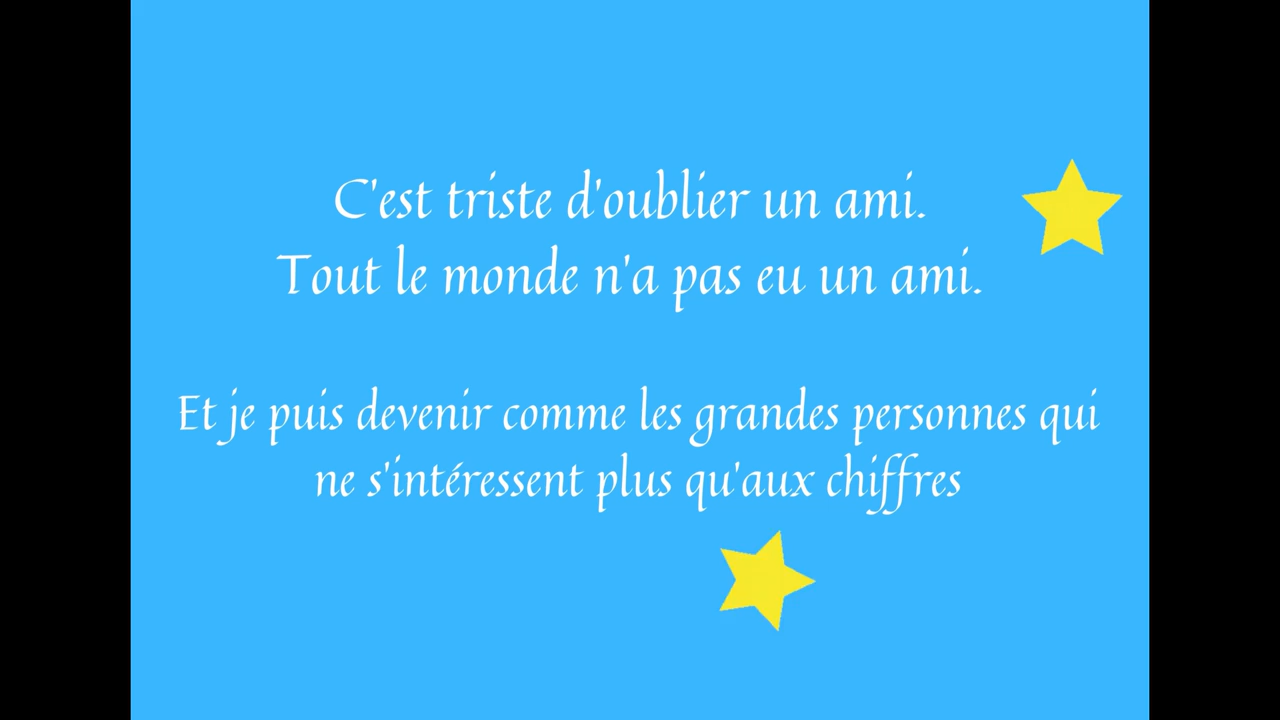 C'est triste d'oublier un ami.
Tout le monde n'a pas eu un ami.
Et je puis devenir comme les grandes personnes qui
ne s'intéressent plus qu'aux chiffres